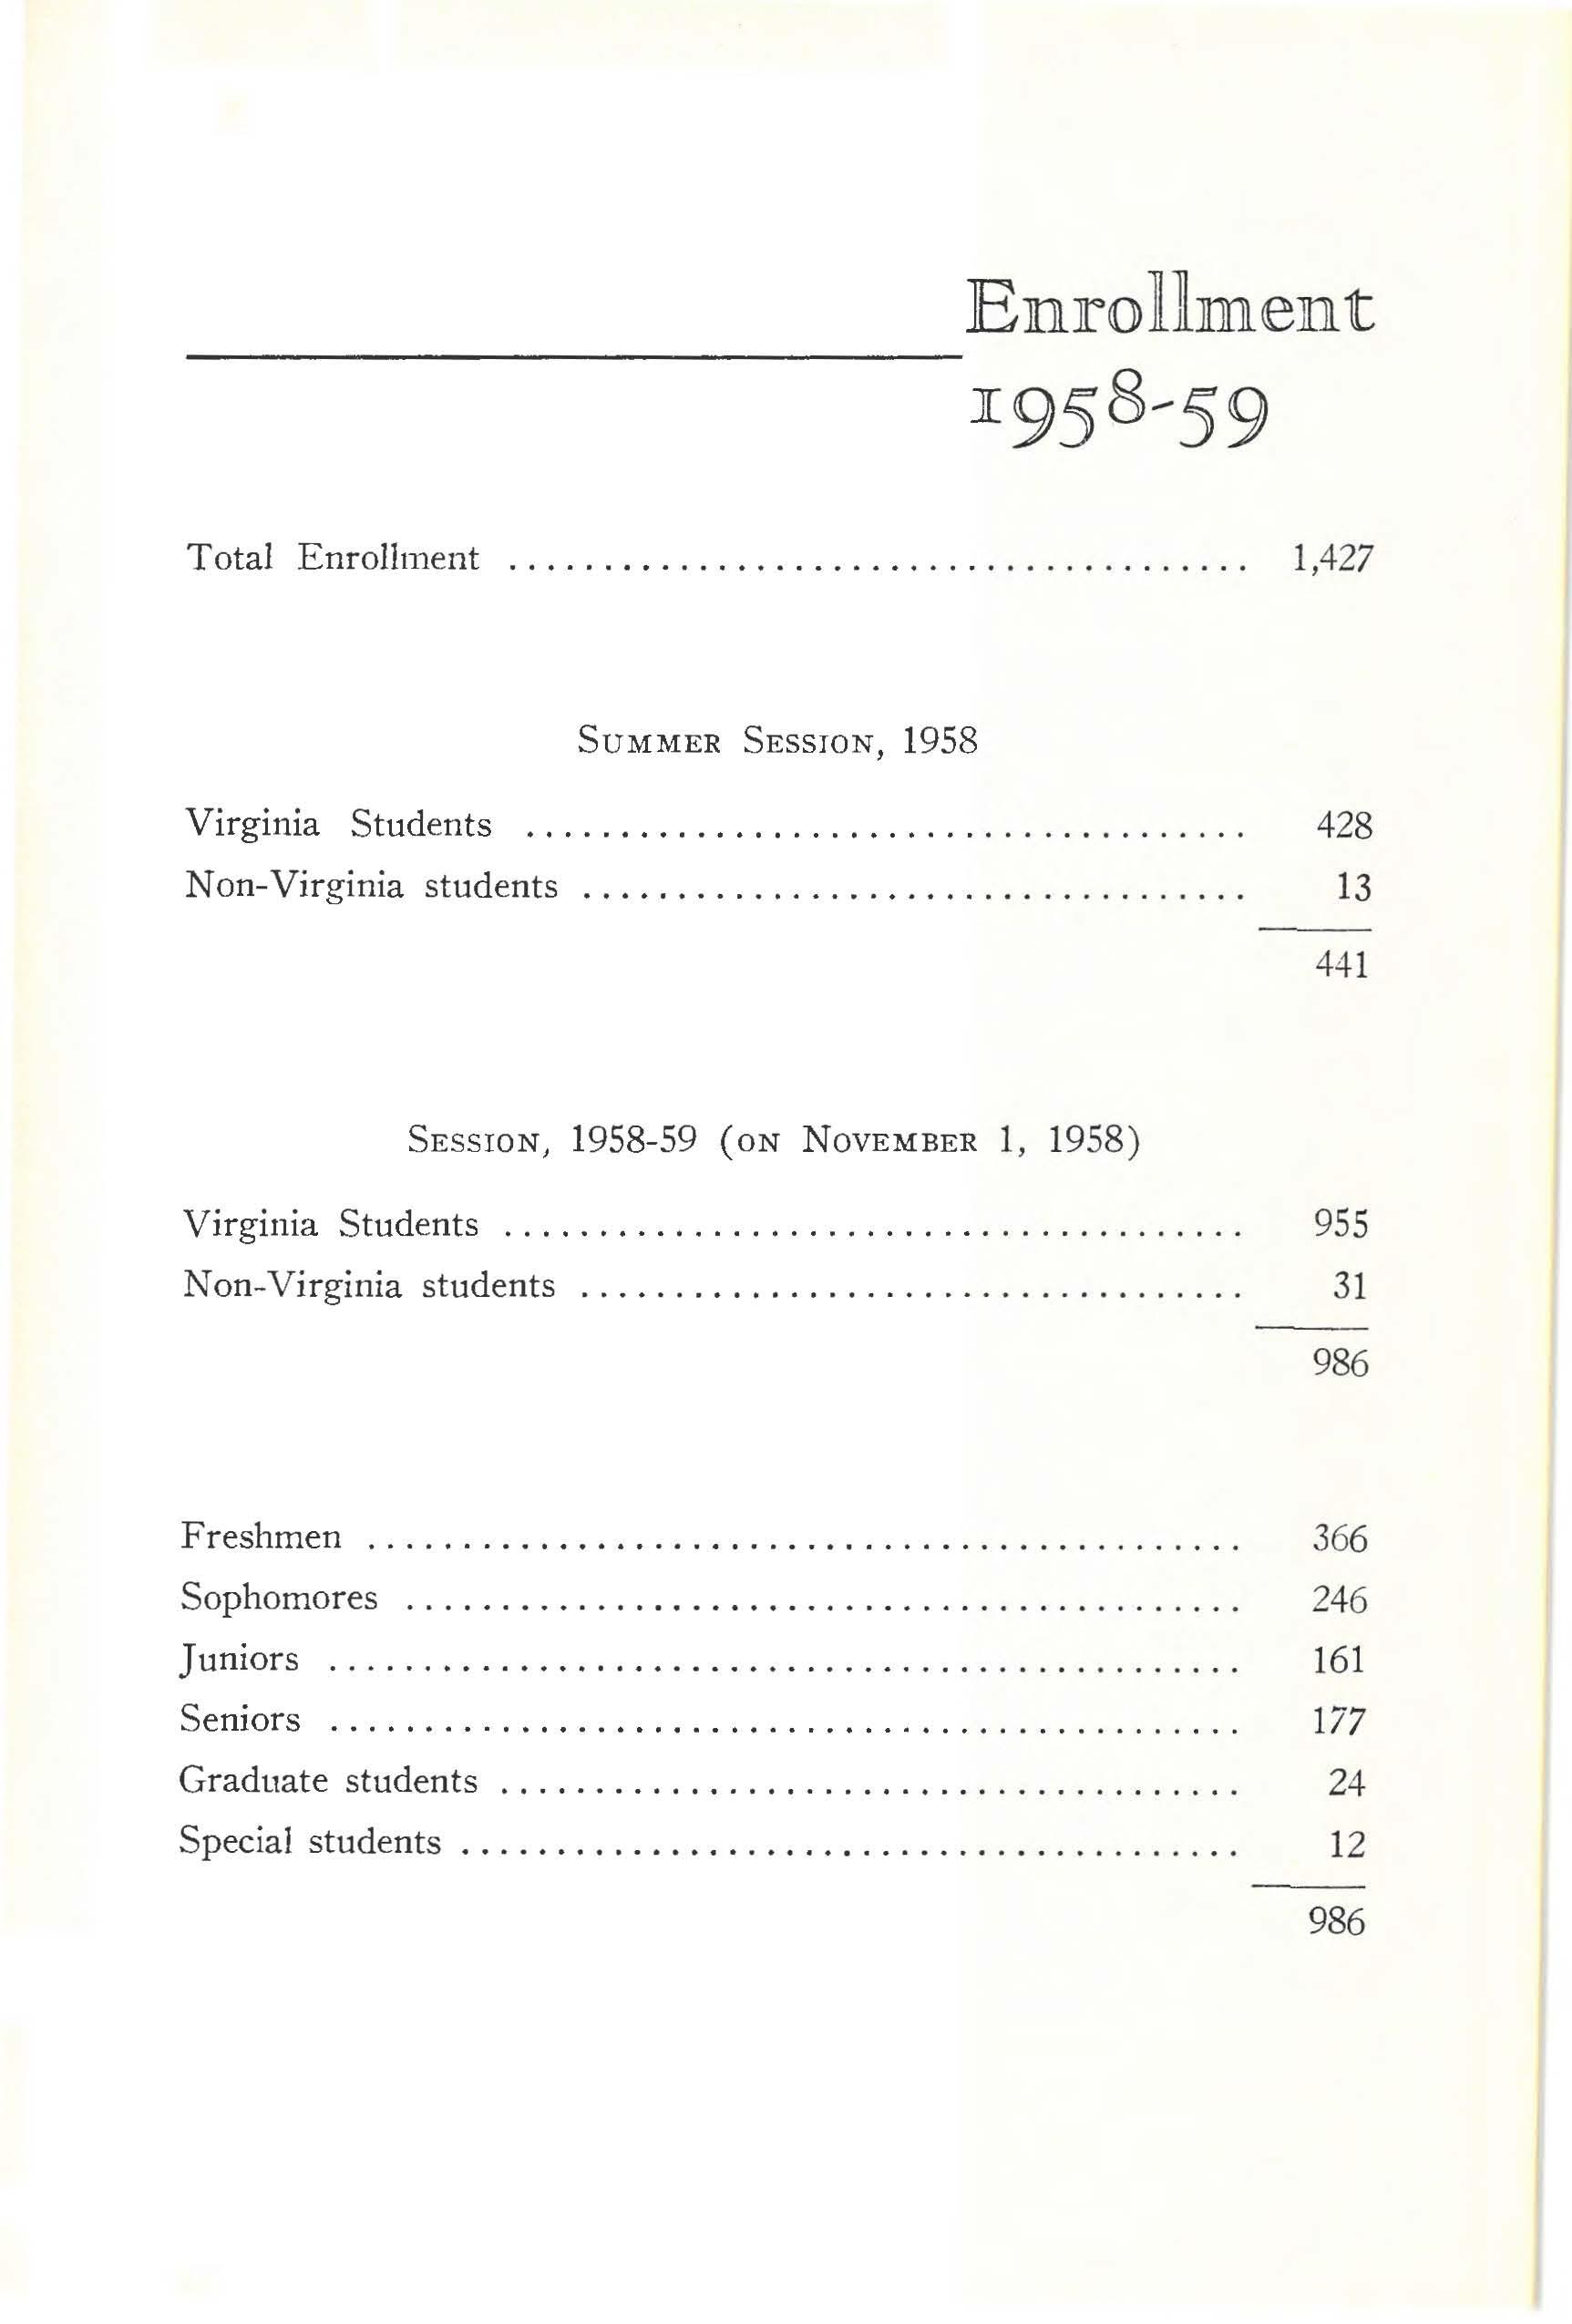 Enrollment
1958-59
Total Enrollment ....................................... 1,427
Summer Session, 1958
Virginia Students ...................................... 428
Non-Virginia students ................................... 13
441
Session, 1958-59 (on November 1, 1958)
Virginia Students ....................................... 955
Non-Virginia students ................................... 31
986
Freshmen .............................................. 366
Sophomores ............................................ 246
Juniors ................................................ 161
Seniors ................................................ 177
Graduate students ....................................... 24
Special students ......................................... 12
986